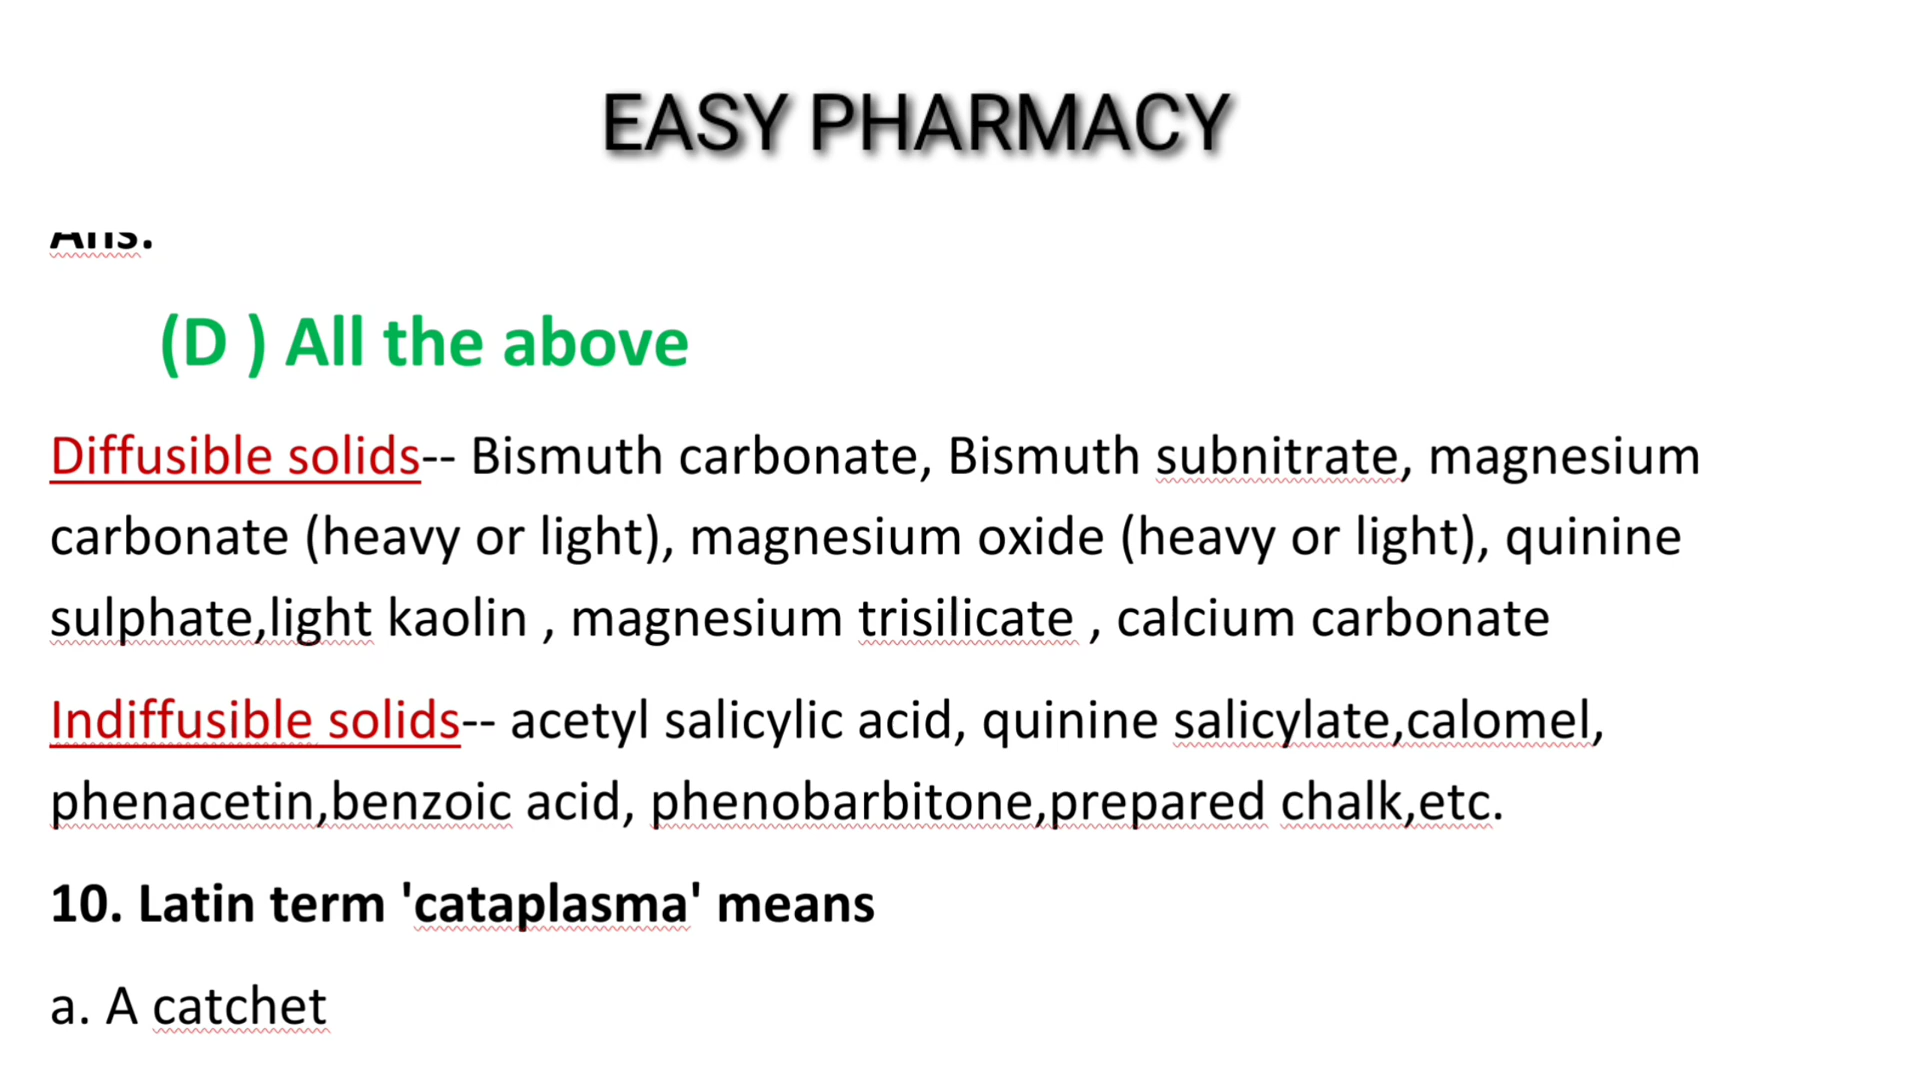 EASY PHARMACY
Ans.
(D ) All the above
Diffusible solids-- Bismuth carbonate, Bismuth subnitrate, magnesium
carbonate (heavy or light), magnesium oxide (heavy or light), quinine
sulphate,light kaolin , magnesium trisilicate , calcium carbonate
Indiffusible solids-- acetyl salicylic acid, quinine salicylate,calomel,
phenacetin,benzoic acid, phenobarbitone,prepared chalk,etc.
10. Latin term 'cataplasma' means
a. A catchet